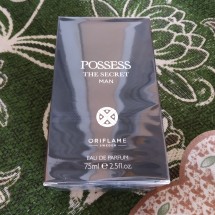 POSSESS
THE SECRET
MAN
ORIFLAME
SWEDEN
EAU DE PARFUM
75ml ℮ 2.5fl.oz.